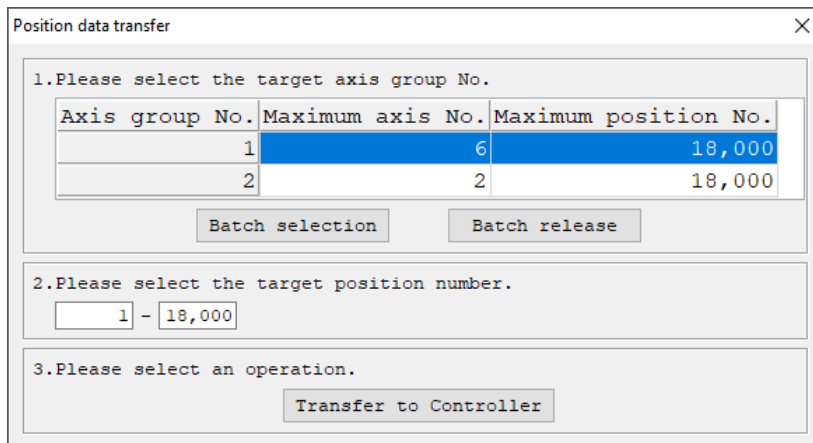 Position data transfer
1.Please select the target axis group No.
Axis group No. Maximum axis No. Maximum position No.
1 6 18,000
2 2 18,000
Batch selection Batch release
2.Please select the target position number.
1 - 18,000
3.Please select an operation.
Transfer to Controller